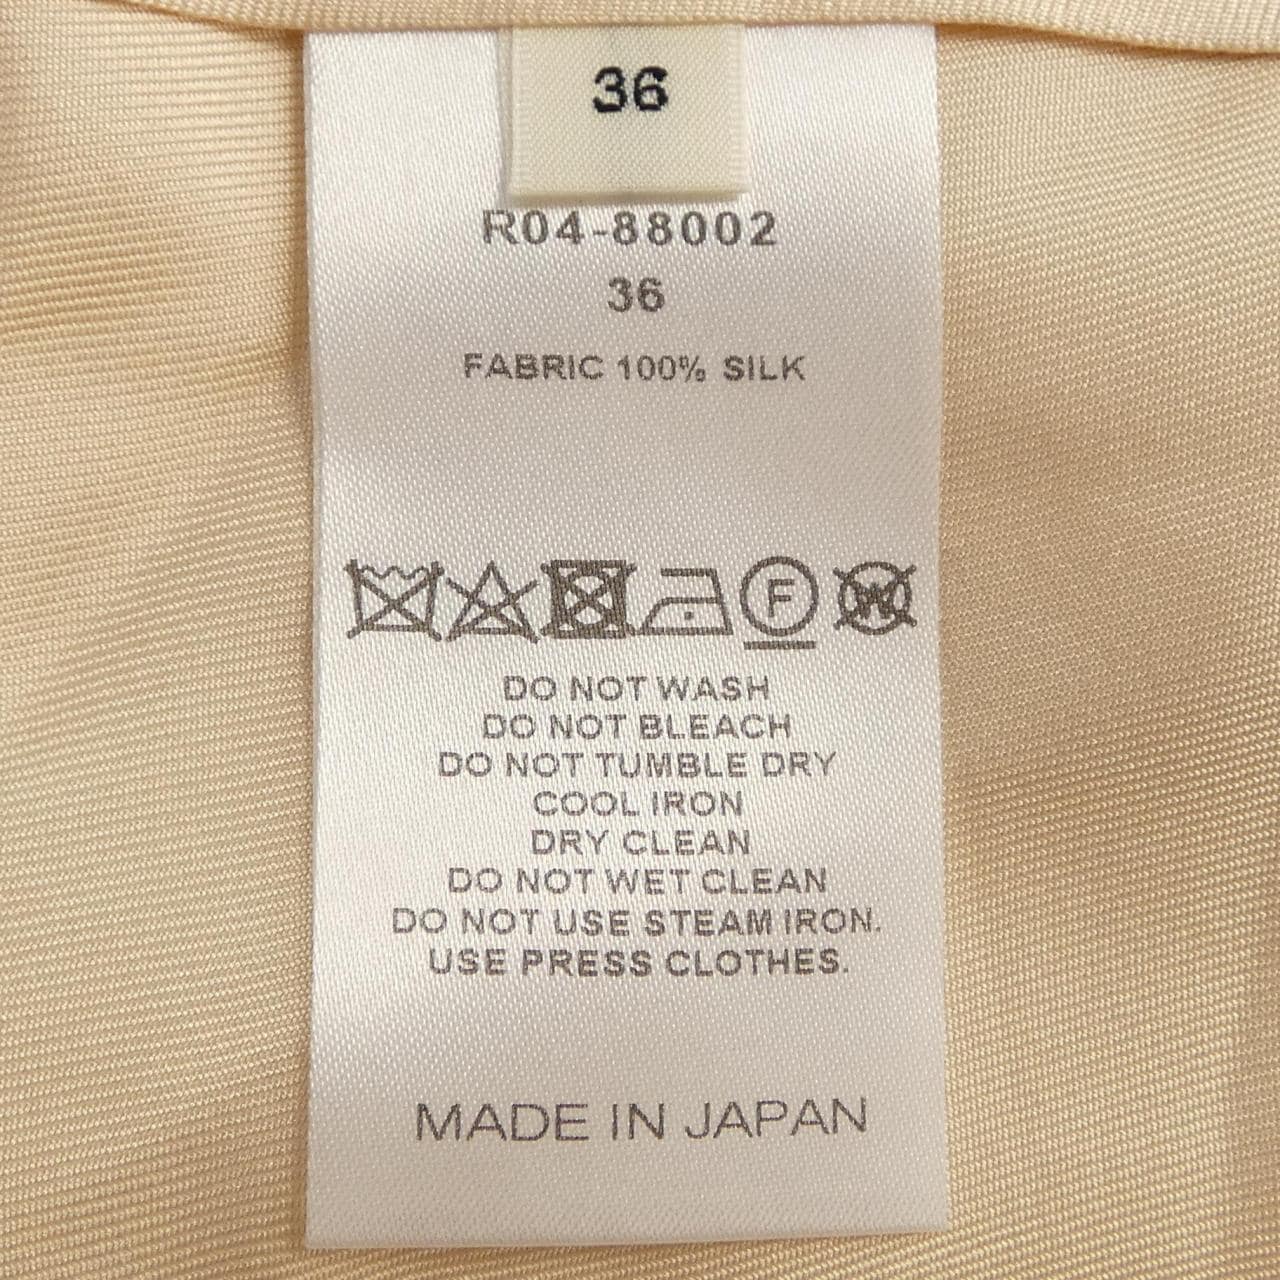 36
R04-88002
36
FABRIC 100% SILK
F W
DO NOT WASH
DO NOT BLEACH
DO NOT TUMBLE DRY
COOL IRON
DRY CLEAN
DO NOT WET CLEAN
DO NOT USE STEAM IRON.
USE PRESS CLOTHES.
MADE IN JAPAN